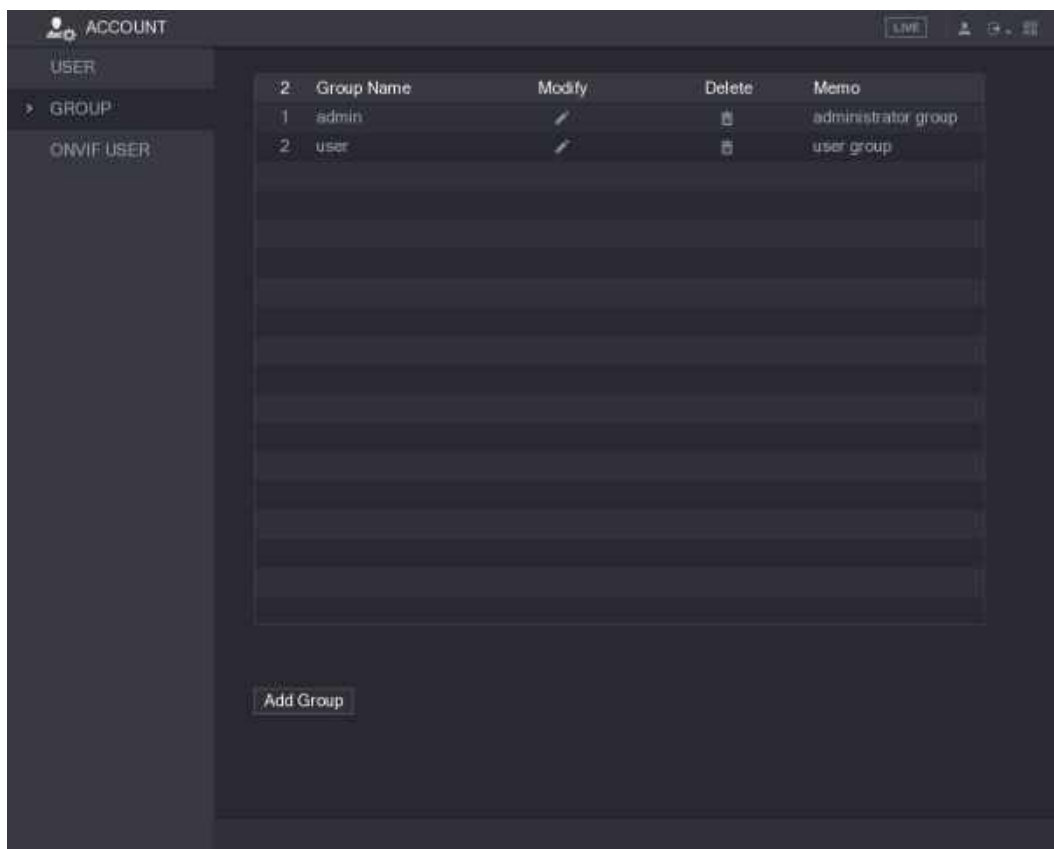 ACCOUNT
LIVE
USER
GROUP
ONVIF USER
2 Group Name Modify Delete Memo
1 admin administrator group
2 user user group
Add Group